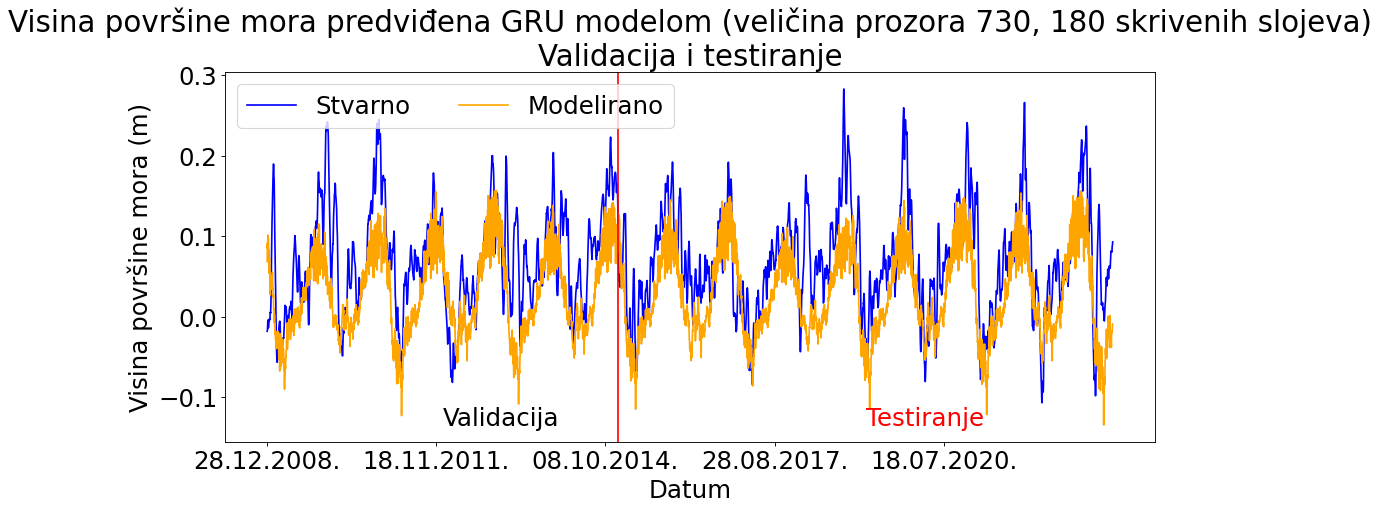 Visina površine mora predviđena GRU modelom (veličina prozora 730, 180 skrivenih slojeva)
Validacija i testiranje
Stvarno Modelirano
Visina površine mora (m)
0.3
0.2
0.1
0.0
−0.1
Validacija
Testiranje
28.12.2008. 18.11.2011. 08.10.2014. 28.08.2017. 18.07.2020.
Datum